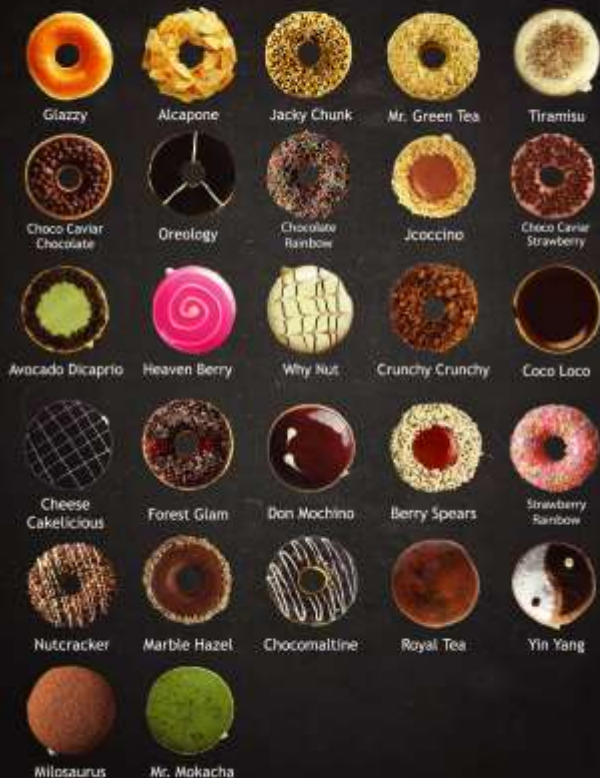 Glazzy
Alcapone
Jacky Chunk
Mr. Green Tea
Tiramisu
Choco Caviar
Chocolate
Oreology
Chocolate
Rainbow
Jcoccino
Choco Caviar
Strawberry
Avocado Dicaprio
Heaven Berry
Why Nut
Crunchy Crunchy
Coco Loco
Cheese
Cakelicious
Forest Glam
Don Mochino
Berry Spears
Strawberry
Rainbow
Nutcracker
Marble Hazel
Chocomaltine
Royal Tea
Yin Yang
Milosaurus
Mr. Mokacha